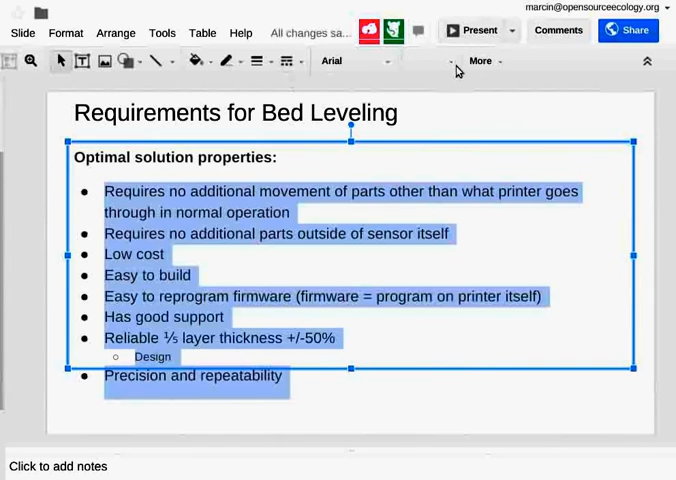 marcin@opensourceecology.org
Slide Format Arrange Tools Table Help All changes sa... Present Comments Share
Arial More
Requirements for Bed Leveling
Optimal solution properties:
● Requires no additional movement of parts other than what printer goes
through in normal operation
● Requires no additional parts outside of sensor itself
● Low cost
● Easy to build
● Easy to reprogram firmware (firmware = program on printer itself)
● Has good support
● Reliable ⅕ layer thickness +/-50%
○ Design
● Precision and repeatability
Click to add notes